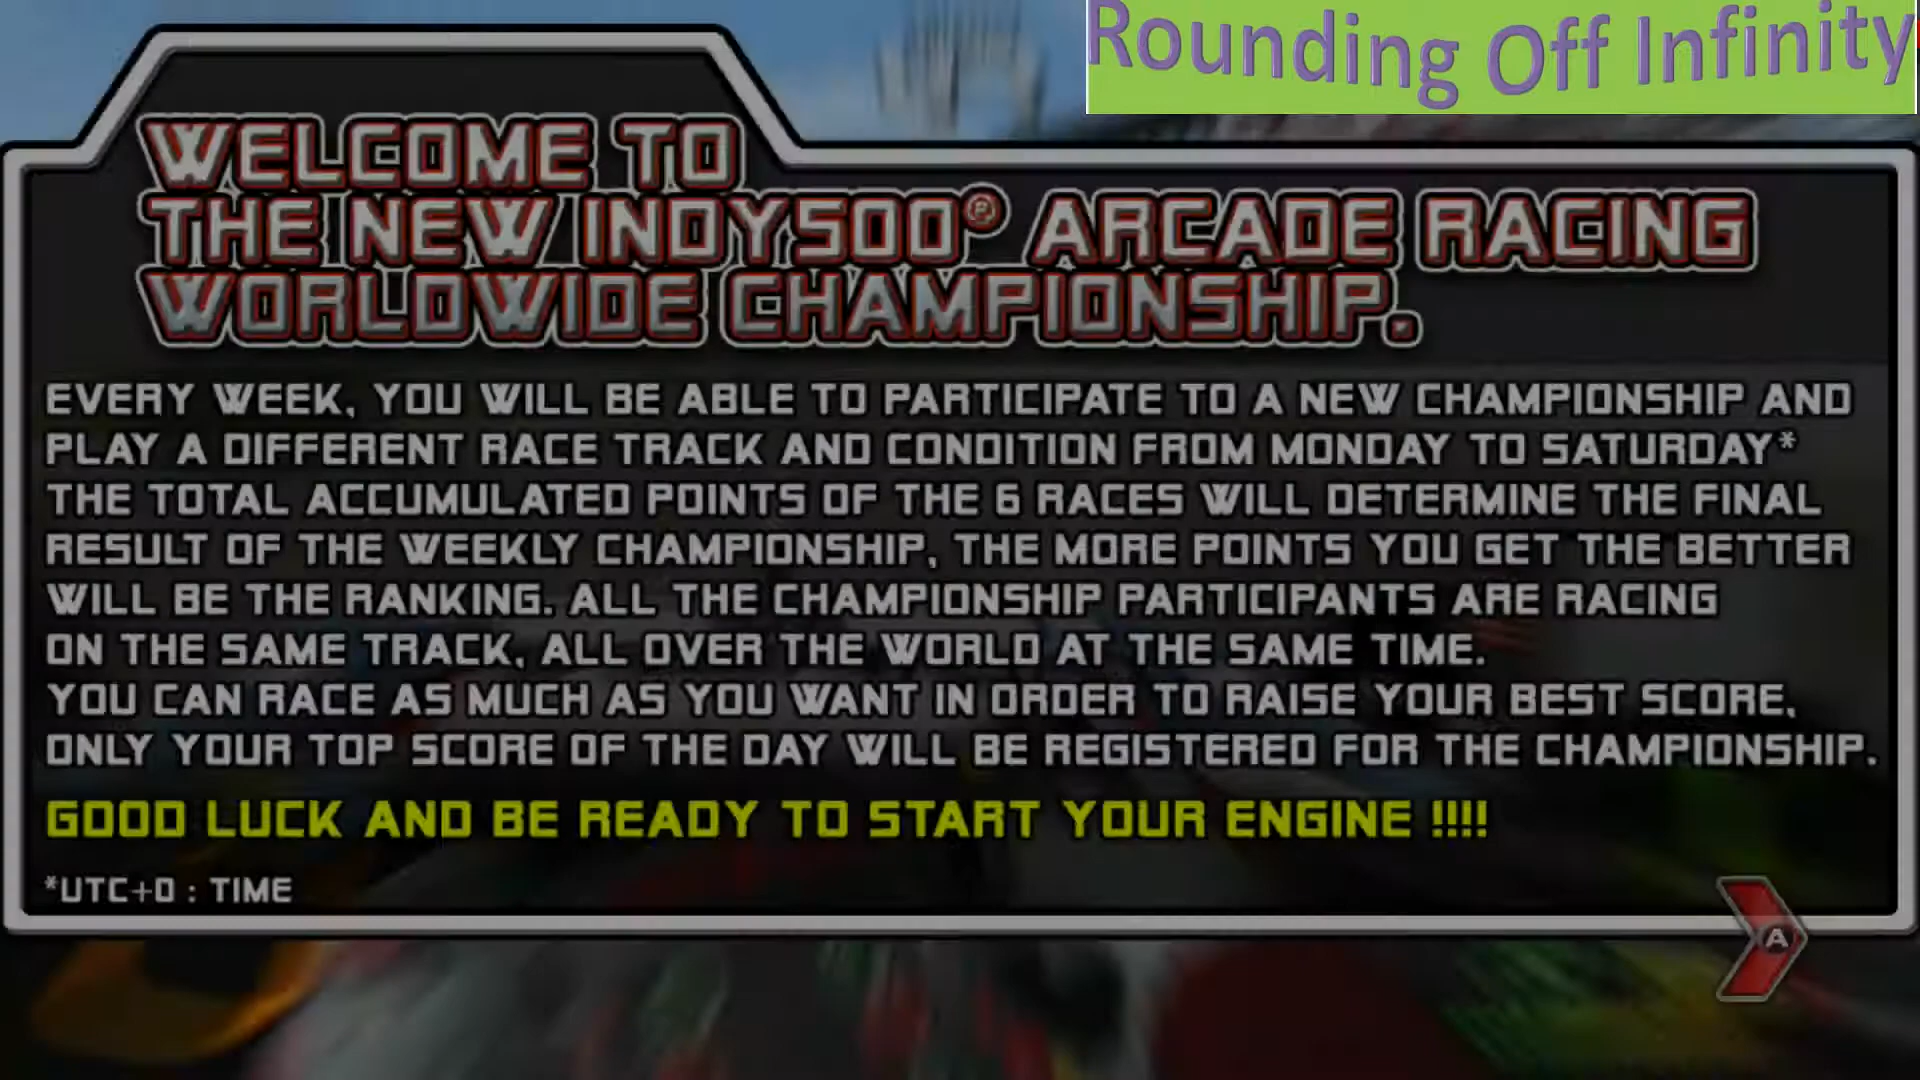 Rounding Off Infinity
WELCOME TO
THE NEW INDY500® ARCADE RACING
WORLDWIDE CHAMPIONSHIP.
EVERY WEEK, YOU WILL BE ABLE TO PARTICIPATE TO A NEW CHAMPIONSHIP AND
PLAY A DIFFERENT RACE TRACK AND CONDITION FROM MONDAY TO SATURDAY*
THE TOTAL ACCUMULATED POINTS OF THE 6 RACES WILL DETERMINE THE FINAL
RESULT OF THE WEEKLY CHAMPIONSHIP, THE MORE POINTS YOU GET THE BETTER
WILL BE THE RANKING. ALL THE CHAMPIONSHIP PARTICIPANTS ARE RACING
ON THE SAME TRACK, ALL OVER THE WORLD AT THE SAME TIME.
YOU CAN RACE AS MUCH AS YOU WANT IN ORDER TO RAISE YOUR BEST SCORE,
ONLY YOUR TOP SCORE OF THE DAY WILL BE REGISTERED FOR THE CHAMPIONSHIP.
GOOD LUCK AND BE READY TO START YOUR ENGINE !!!!
*UTC+0 : TIME
A